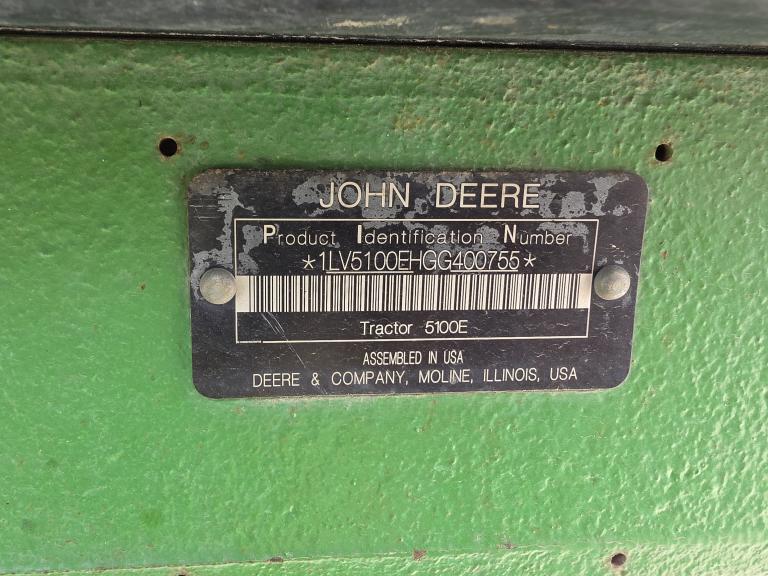 JOHN DEERE
Product Identification Number
*1LV5100EHGG400755*
Tractor 5100E
ASSEMBLED IN USA
DEERE & COMPANY, MOLINE, ILLINOIS, USA